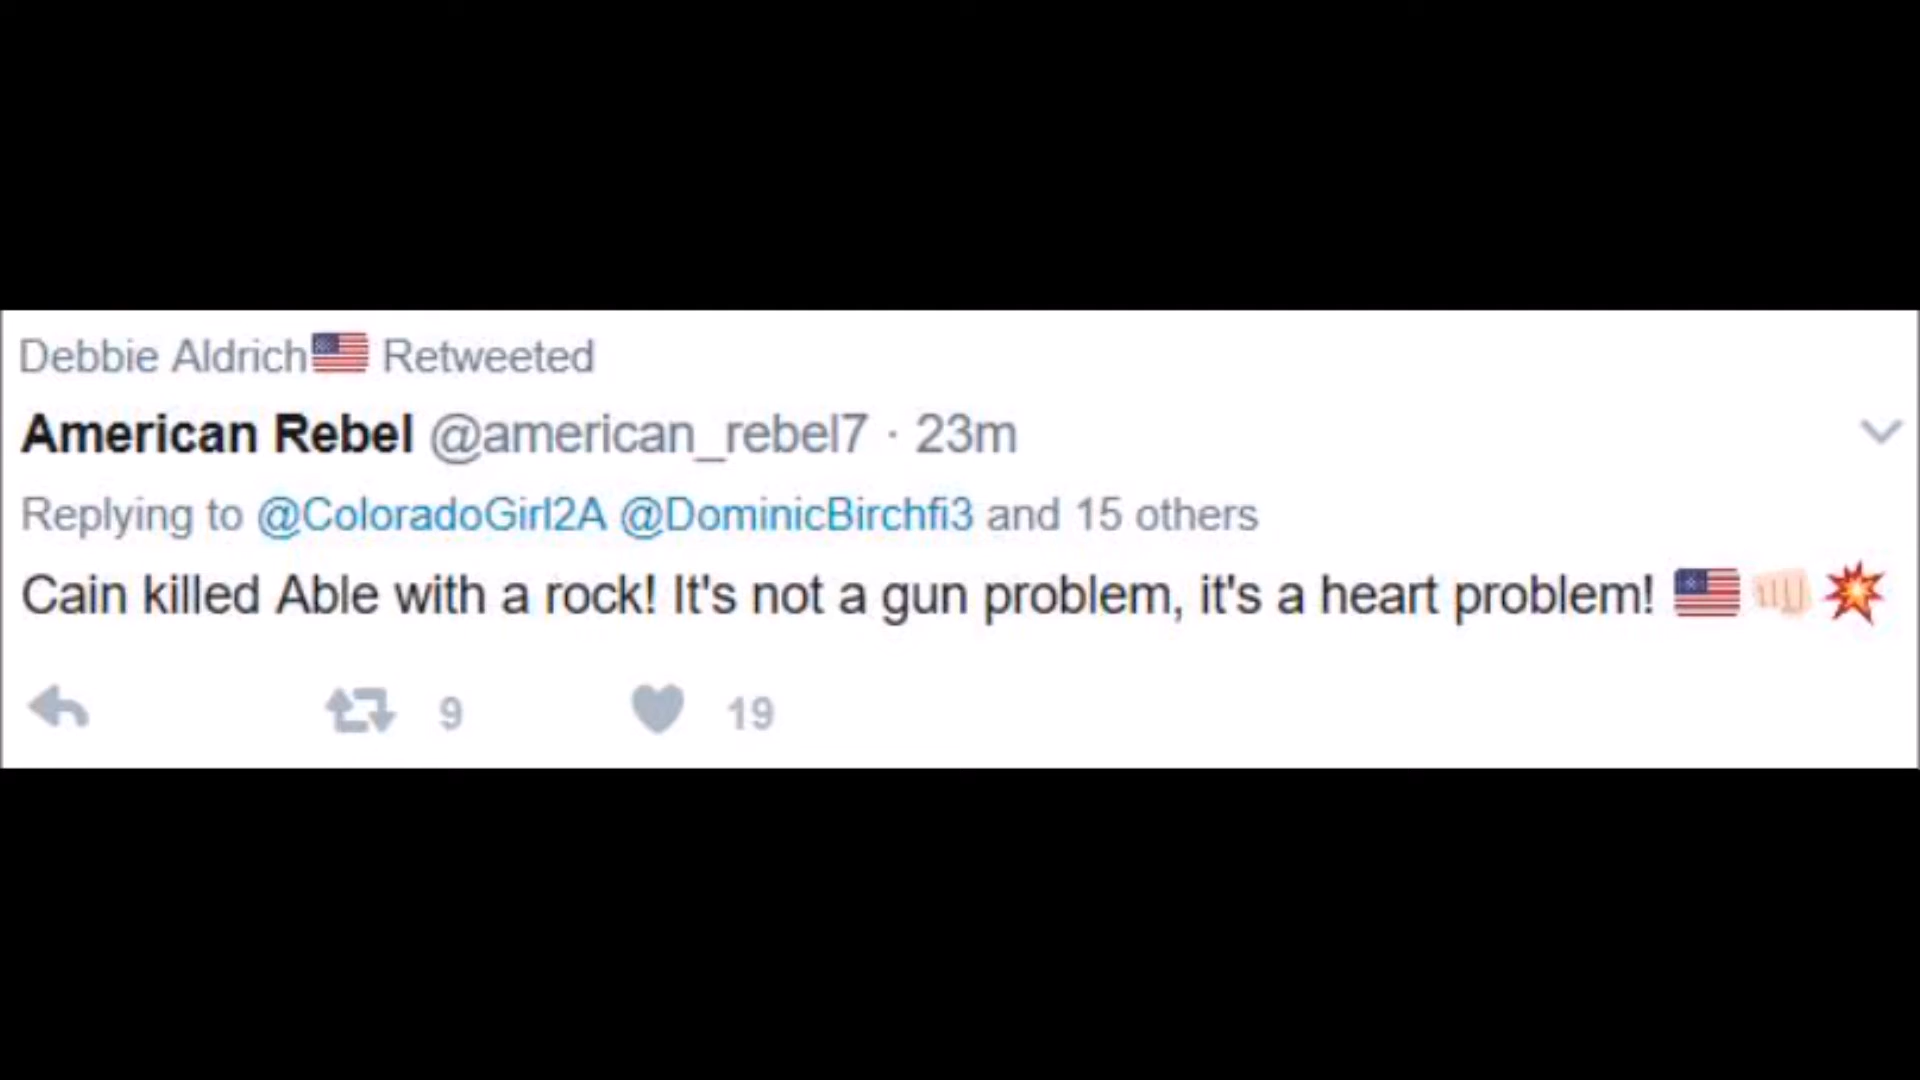 Debbie Aldrich🇺🇸 Retweeted
American Rebel @american_rebel7 · 23m
Replying to @ColoradoGirl2A @DominicBirchfi3 and 15 others
Cain killed Able with a rock! It's not a gun problem, it's a heart problem! 🇺🇸👊🏻💥
9 19